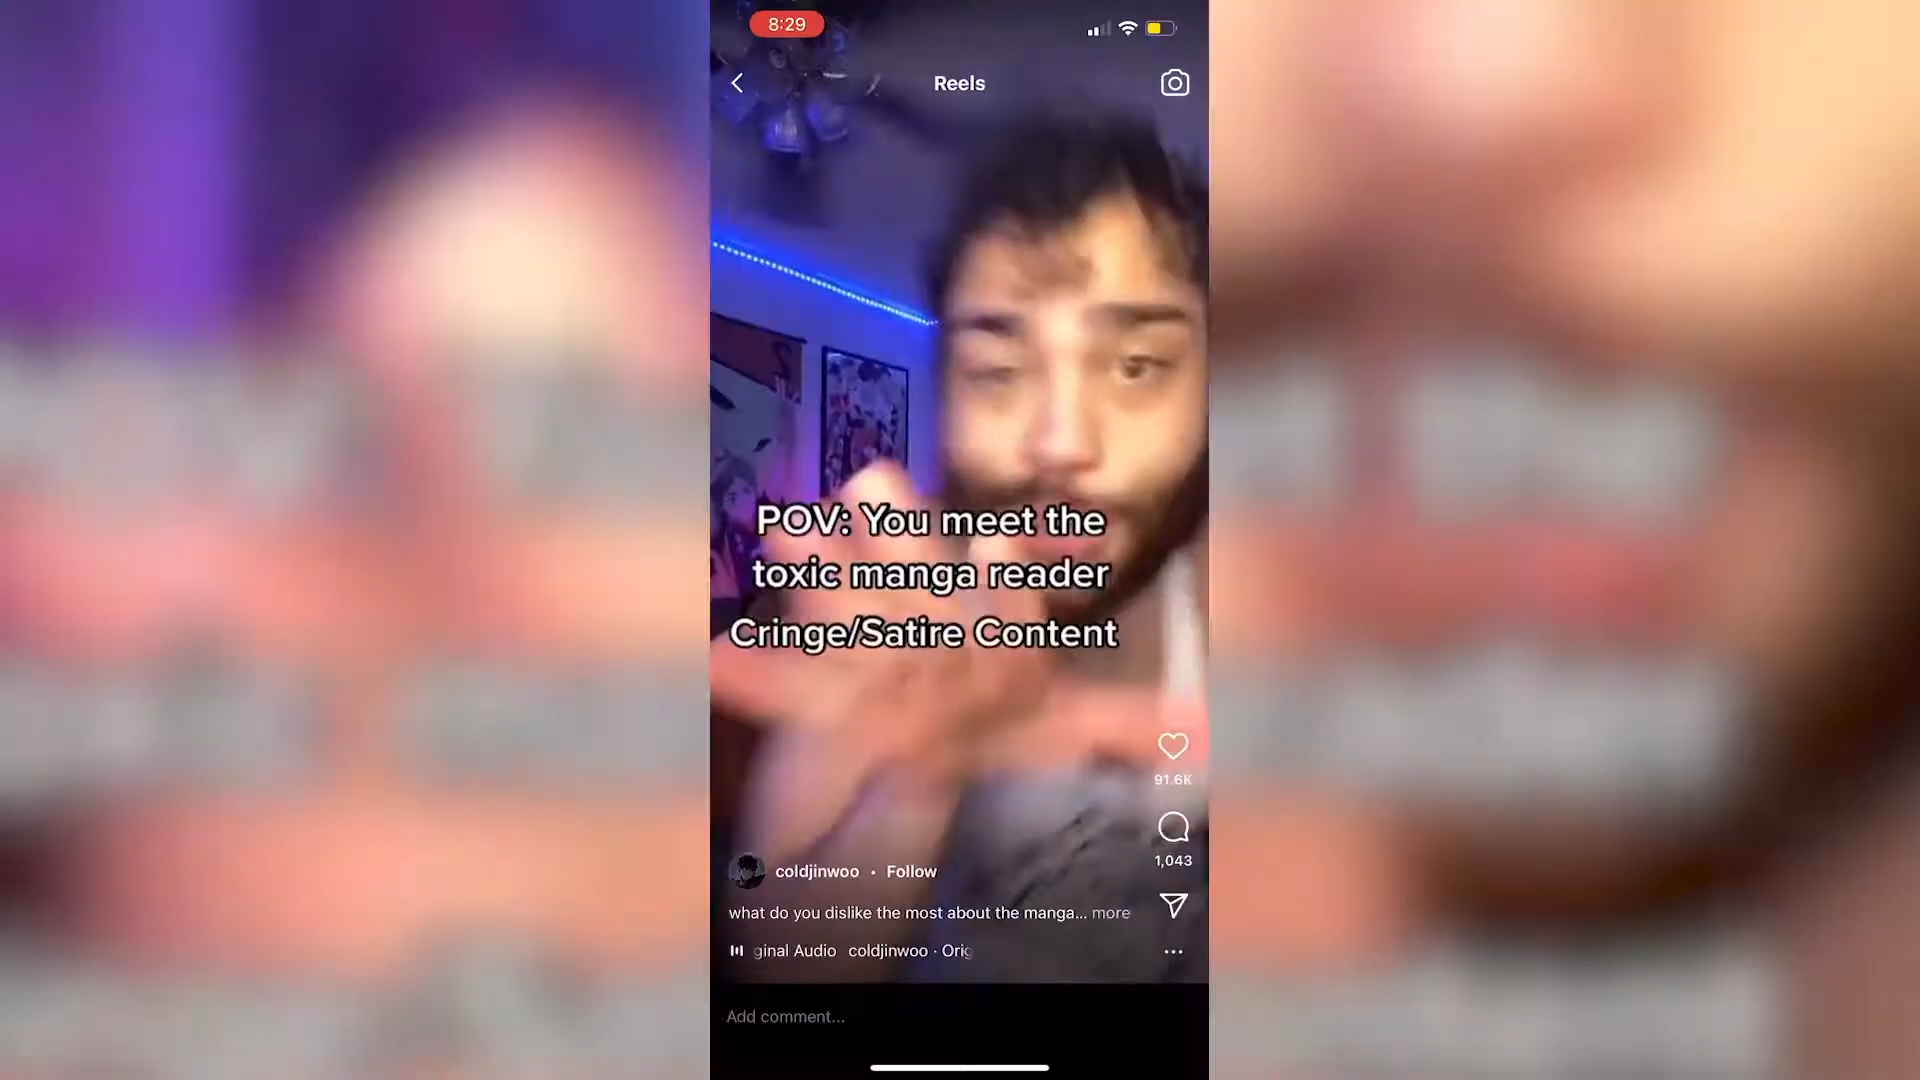 8:29
Reels
POV: You meet the
toxic manga reader
Cringe/Satire Content
91.6K
1,043
coldjinwoo • Follow
what do you dislike the most about the manga... more
ginal Audio coldjinwoo · Orig
Add comment...